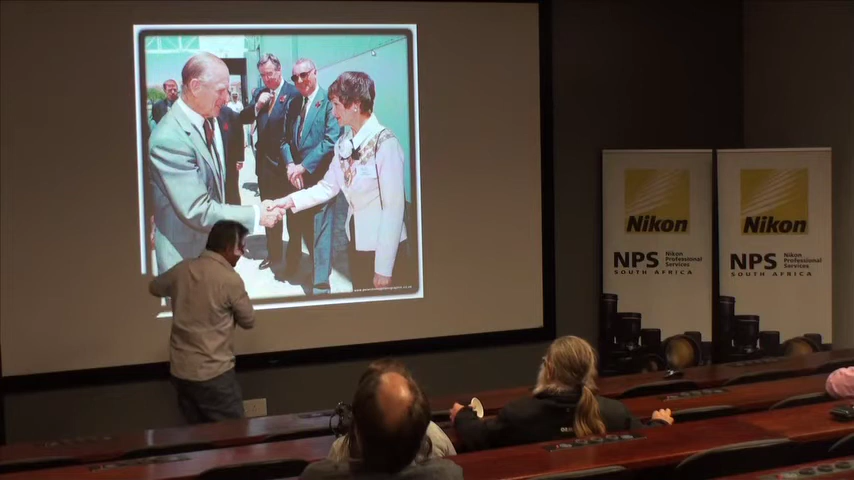 Nikon
NPS Nikon
Professional
Services
SOUTH AFRICA
Nikon
NPS Nikon
Professional
Services
SOUTH AFRICA